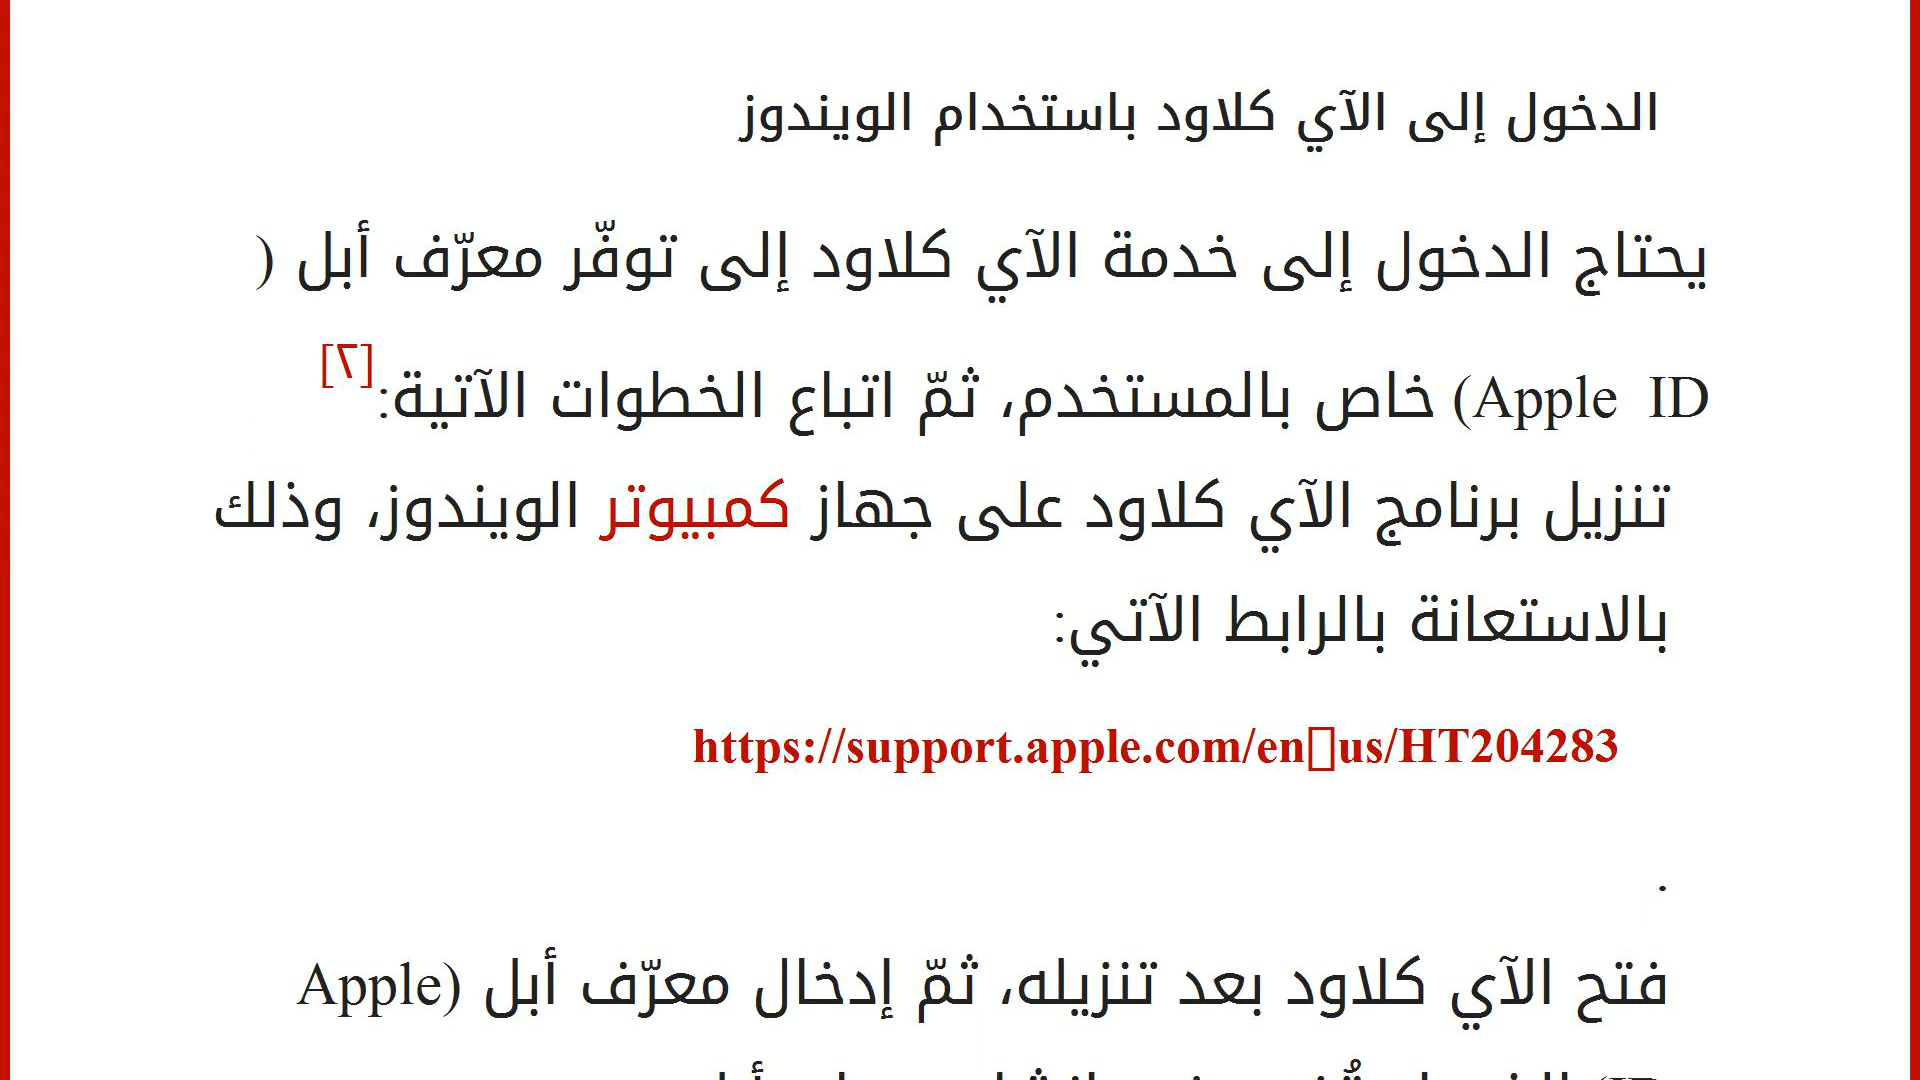 الدخول إلى الآي كلاود باستخدام الويندوز
يحتاج الدخول إلى خدمة الآي كلاود إلى توفّر معرّف أبل (
Apple ID) خاص بالمستخدم، ثمّ اتباع الخطوات الآتية:[٢]
تنزيل برنامج الآي كلاود على جهاز كمبيوتر الويندوز، وذلك
بالاستعانة بالرابط الآتي:
https://support.apple.com/en▯us/HT204283
.
فتح الآي كلاود بعد تنزيله، ثمّ إدخال معرّف أبل (Apple